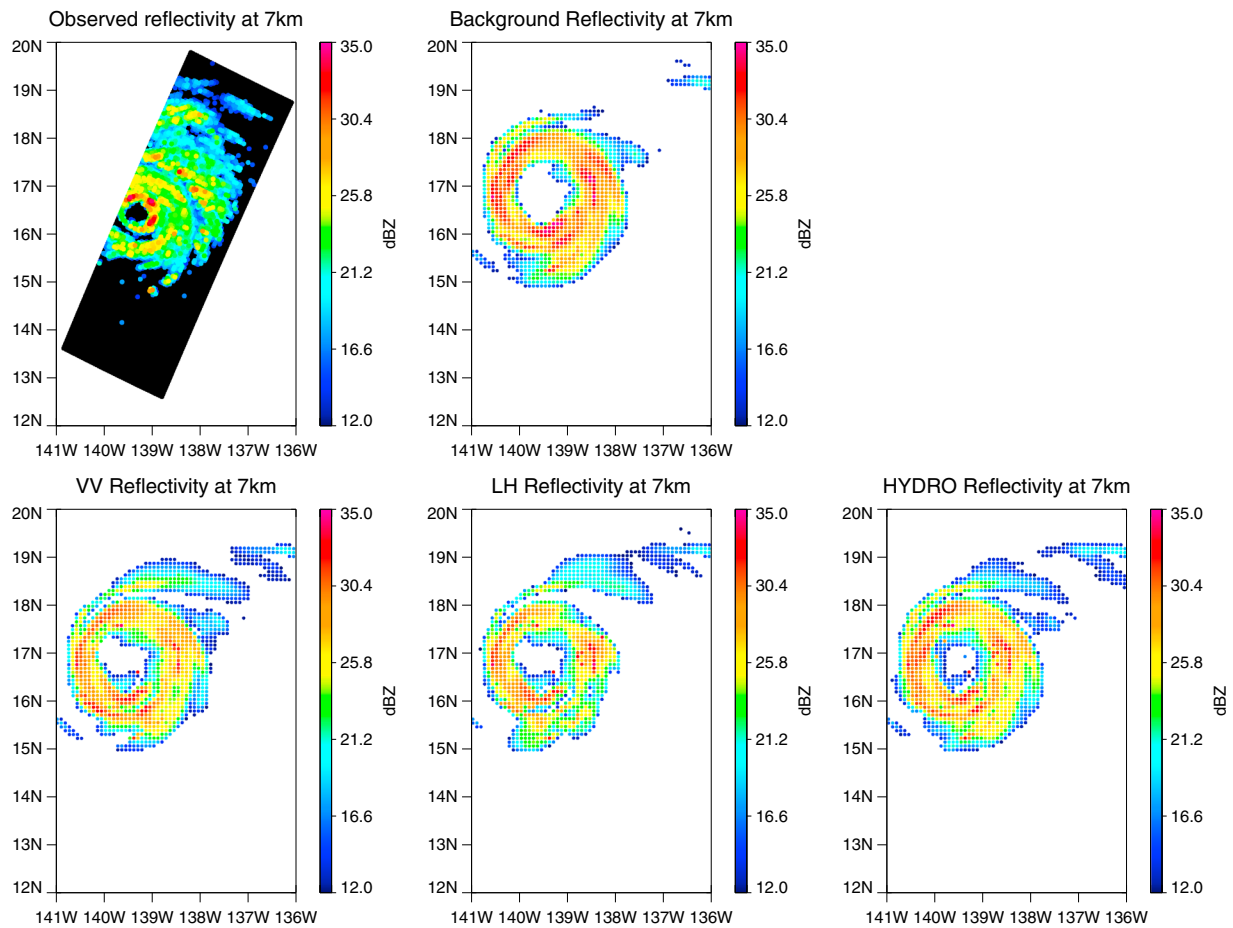 Observed reflectivity at 7km
20N
19N
18N
17N
16N
15N
14N
13N
12N
141W 140W 139W 138W 137W 136W
35.0
30.4
25.8
21.2
16.6
12.0
dBZ
Background Reflectivity at 7km
20N
19N
18N
17N
16N
15N
14N
13N
12N
141W 140W 139W 138W 137W 136W
35.0
30.4
25.8
21.2
16.6
12.0
dBZ
VV Reflectivity at 7km
20N
19N
18N
17N
16N
15N
14N
13N
12N
141W 140W 139W 138W 137W 136W
35.0
30.4
25.8
21.2
16.6
12.0
dBZ
LH Reflectivity at 7km
20N
19N
18N
17N
16N
15N
14N
13N
12N
141W 140W 139W 138W 137W 136W
35.0
30.4
25.8
21.2
16.6
12.0
dBZ
HYDRO Reflectivity at 7km
20N
19N
18N
17N
16N
15N
14N
13N
12N
141W 140W 139W 138W 137W 136W
35.0
30.4
25.8
21.2
16.6
12.0
dBZ